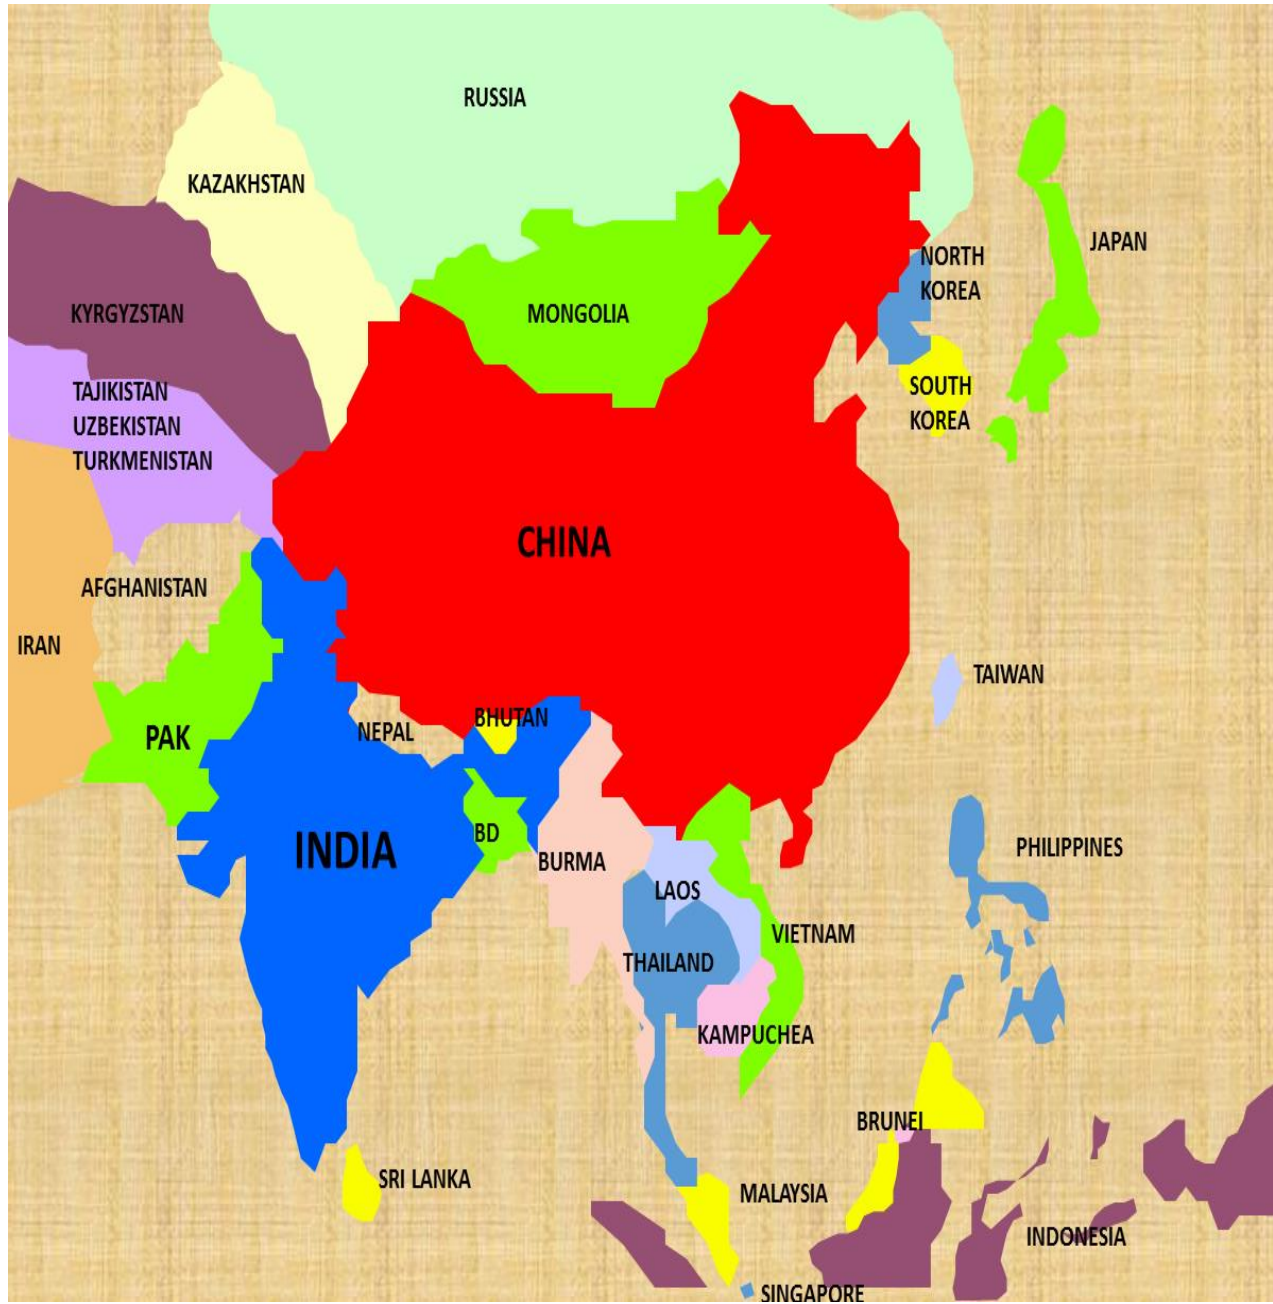 RUSSIA
KAZAKHSTAN
JAPAN
NORTH
KOREA
KYRGYZSTAN
MONGOLIA
TAJIKISTAN
UZBEKISTAN
TURKMENISTAN
SOUTH
KOREA
CHINA
AFGHANISTAN
IRAN
TAIWAN
PAK
NEPAL
BHUTAN
INDIA
BD
BURMA
PHILIPPINES
LAOS
VIETNAM
THAILAND
KAMPUCHEA
BRUNEI
SRI LANKA
MALAYSIA
INDONESIA
SINGAPORE